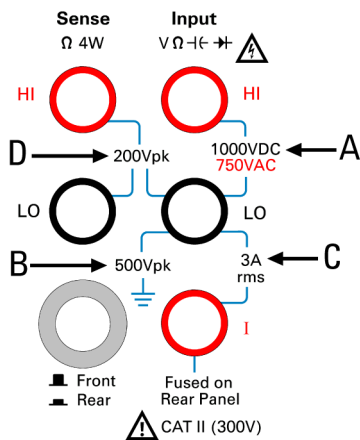 Sense Input
Ω 4W V Ω
HI HI
D 200Vpk 1000VDC A
750VAC
LO LO
B 500Vpk 3A C
rms
I
Front Fused on
Rear Rear Panel
CAT II (300V)